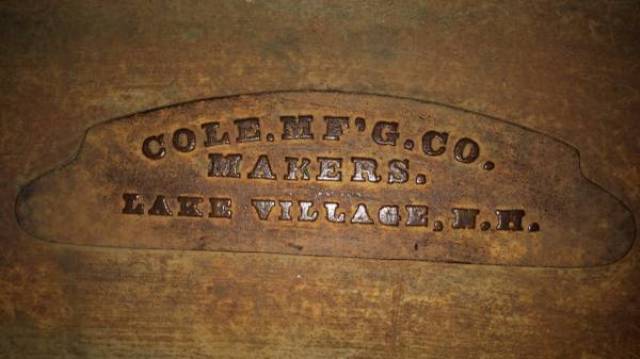 COLE.MF'G.CO.
MAKERS.
LAKE VILLAGE, N.H.